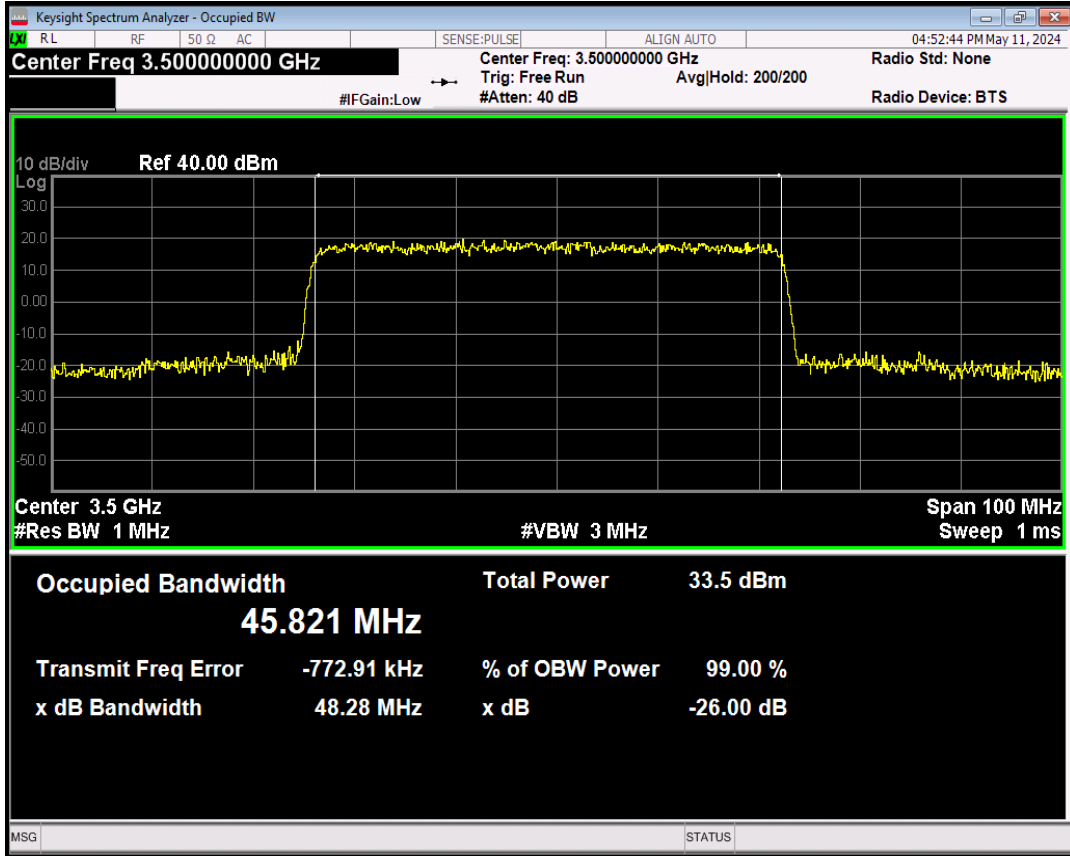 Keysight Spectrum Analyzer - Occupied BW
LXI RL RF 50 Ω AC SENSE:PULSE ALIGN AUTO 04:52:44 PM May 11, 2024
Center Freq 3.500000000 GHz
Center Freq: 3.500000000 GHz Radio Std: None
Trig: Free Run Avg|Hold: 200/200
#IFGain:Low #Atten: 40 dB Radio Device: BTS
10 dB/div Ref 40.00 dBm
Log
30.0
20.0
10.0
0.00
-10.0
-20.0
-30.0
-40.0
-50.0
Center 3.5 GHz Span 100 MHz
#Res BW 1 MHz #VBW 3 MHz Sweep 1 ms
Occupied Bandwidth Total Power 33.5 dBm
45.821 MHz
Transmit Freq Error -772.91 kHz % of OBW Power 99.00 %
x dB Bandwidth 48.28 MHz x dB -26.00 dB
MSG STATUS